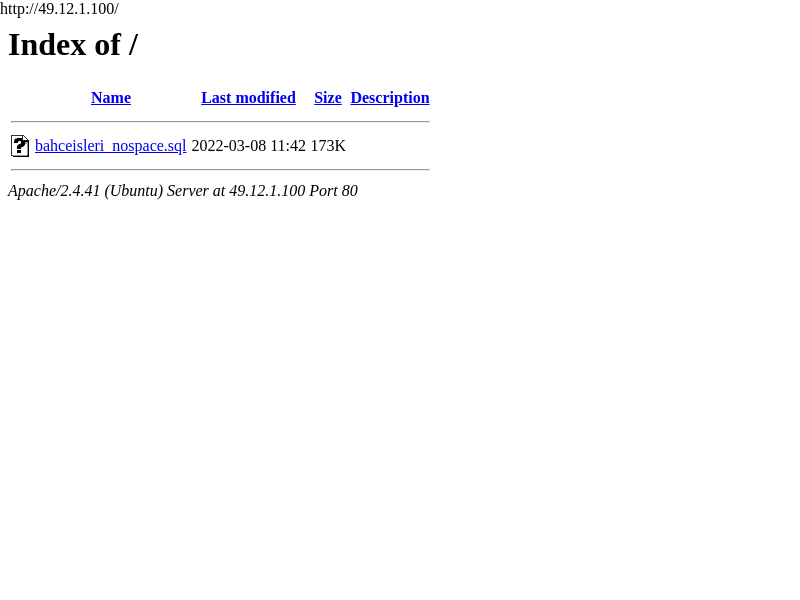 http://49.12.1.100/
Index of /
Name Last modified Size Description
bahceisleri_nospace.sql 2022-03-08 11:42 173K
Apache/2.4.41 (Ubuntu) Server at 49.12.1.100 Port 80